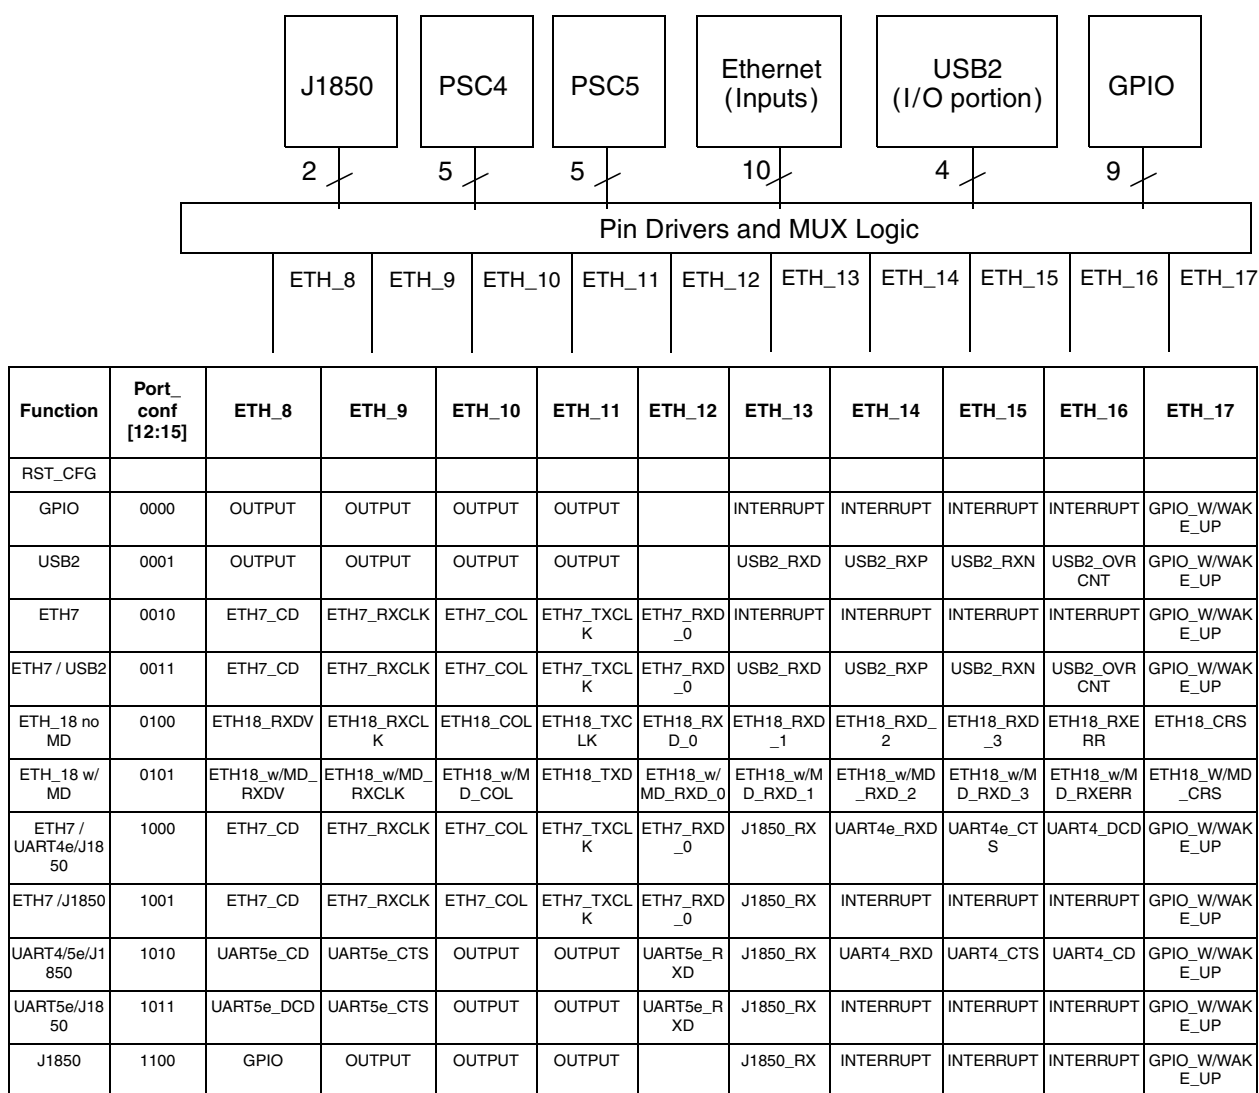 J1850 PSC4 PSC5 Ethernet (Inputs) USB2 (I/O portion) GPIO
2 5 5 10 4 9
Pin Drivers and MUX Logic
ETH_8 ETH_9 ETH_10 ETH_11 ETH_12 ETH_13 ETH_14 ETH_15 ETH_16 ETH_17
Function Port_conf [12:15] ETH_8 ETH_9 ETH_10 ETH_11 ETH_12 ETH_13 ETH_14 ETH_15 ETH_16 ETH_17
RST_CFG
GPIO 0000 OUTPUT OUTPUT OUTPUT OUTPUT INTERRUPT INTERRUPT INTERRUPT INTERRUPT GPIO_W/WAKE_UP
USB2 0001 OUTPUT OUTPUT OUTPUT OUTPUT USB2_RXD USB2_RXP USB2_RXN USB2_OVRCNT GPIO_W/WAKE_UP
ETH7 0010 ETH7_CD ETH7_RXCLK ETH7_COL ETH7_TXCLK ETH7_RXD_0 INTERRUPT INTERRUPT INTERRUPT INTERRUPT GPIO_W/WAKE_UP
ETH7 / USB2 0011 ETH7_CD ETH7_RXCLK ETH7_COL ETH7_TXCLK ETH7_RXD_0 USB2_RXD USB2_RXP USB2_RXN USB2_OVRCNT GPIO_W/WAKE_UP
ETH_18 no MD 0100 ETH18_RXDV ETH18_RXCLK ETH18_COL ETH18_TXCLK ETH18_RXD_0 ETH18_RXD_1 ETH18_RXD_2 ETH18_RXD_3 ETH18_RXERR ETH18_CRS
ETH_18 w/ MD 0101 ETH18_w/MD_RXDV ETH18_w/MD_RXCLK ETH18_w/MD_COL ETH18_TXD ETH18_w/MD_RXD_0 ETH18_w/MD_RXD_1 ETH18_w/MD_RXD_2 ETH18_w/MD_RXD_3 ETH18_w/MD_RXERR ETH18_W/MD_CRS
ETH7 / UART4e/J1850 1000 ETH7_CD ETH7_RXCLK ETH7_COL ETH7_TXCLK ETH7_RXD_0 J1850_RX UART4e_RXD UART4e_CTS UART4_DCD GPIO_W/WAKE_UP
ETH7 /J1850 1001 ETH7_CD ETH7_RXCLK ETH7_COL ETH7_TXCLK ETH7_RXD_0 J1850_RX INTERRUPT INTERRUPT INTERRUPT GPIO_W/WAKE_UP
UART4/5e/J1850 1010 UART5e_CD UART5e_CTS OUTPUT OUTPUT UART5e_RXD J1850_RX UART4_RXD UART4_CTS UART4_CD GPIO_W/WAKE_UP
UART5e/J1850 1011 UART5e_DCD UART5e_CTS OUTPUT OUTPUT UART5e_RXD J1850_RX INTERRUPT INTERRUPT INTERRUPT GPIO_W/WAKE_UP
J1850 1100 GPIO OUTPUT OUTPUT OUTPUT J1850_RX INTERRUPT INTERRUPT INTERRUPT GPIO_W/WAKE_UP